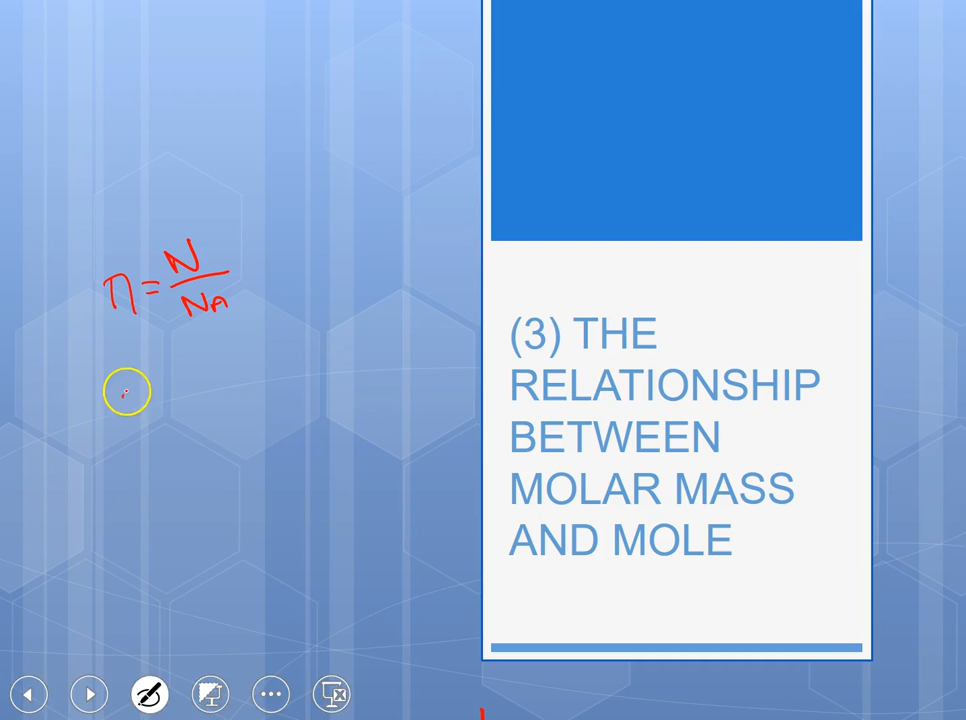 n = N / NA
(3) THE
RELATIONSHIP
BETWEEN
MOLAR MASS
AND MOLE